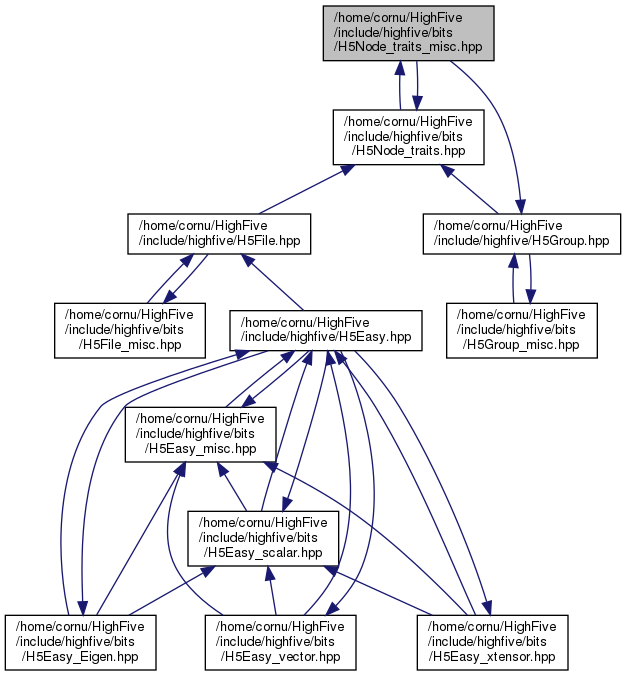 /home/cornu/HighFive
/include/highfive/bits
/H5Node_traits_misc.hpp
/home/cornu/HighFive
/include/highfive/bits
/H5Node_traits.hpp
/home/cornu/HighFive
/include/highfive/H5File.hpp
/home/cornu/HighFive
/include/highfive/H5Group.hpp
/home/cornu/HighFive
/include/highfive/bits
/H5File_misc.hpp
/home/cornu/HighFive
/include/highfive/H5Easy.hpp
/home/cornu/HighFive
/include/highfive/bits
/H5Group_misc.hpp
/home/cornu/HighFive
/include/highfive/bits
/H5Easy_misc.hpp
/home/cornu/HighFive
/include/highfive/bits
/H5Easy_scalar.hpp
/home/cornu/HighFive
/include/highfive/bits
/H5Easy_Eigen.hpp
/home/cornu/HighFive
/include/highfive/bits
/H5Easy_vector.hpp
/home/cornu/HighFive
/include/highfive/bits
/H5Easy_xtensor.hpp